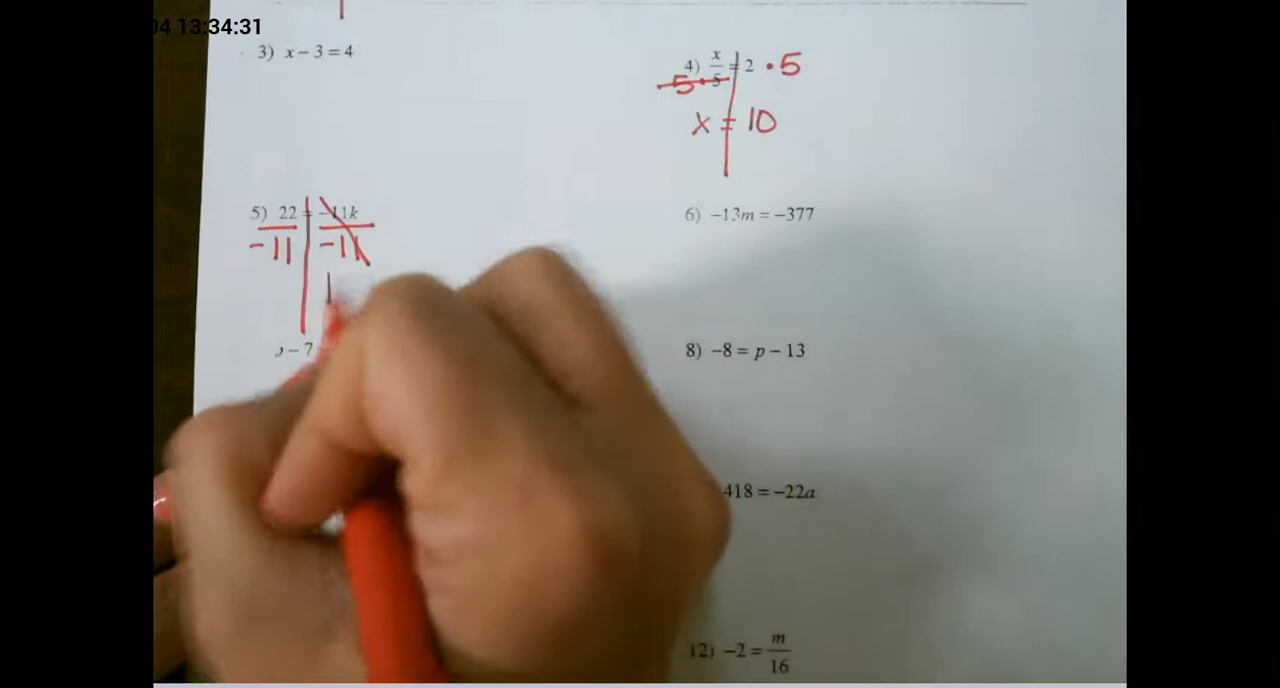 04 13:34:31
3) x − 3 = 4
4) x/5 = 2 • 5
5 •
x = 10
5) 22 = −11k
−11 −11
6) −13m = −377
− 7
8) −8 = p − 13
418 = −22a
12) −2 = m/16